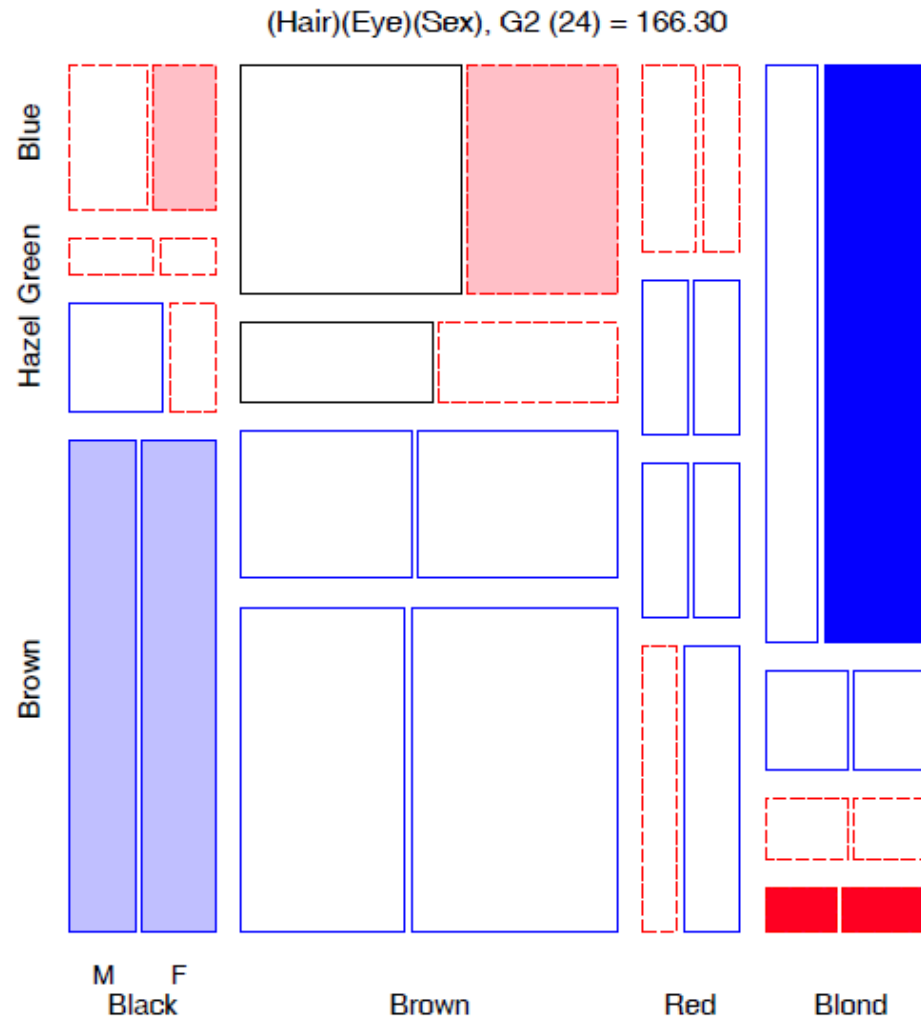 (Hair)(Eye)(Sex), G2 (24) = 166.30
Blue
Green
Hazel
Brown
M F
Black Brown Red Blond